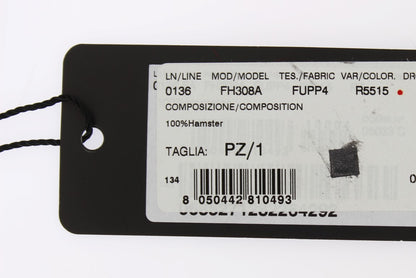 LN/LINE MOD/MODEL TES./FABRIC VAR/COLOR. DR
0136 FH308A FUPP4 R5515
COMPOSIZIONE/COMPOSITION
100%Hamster
TAGLIA: PZ/1
134
8 050442 810493